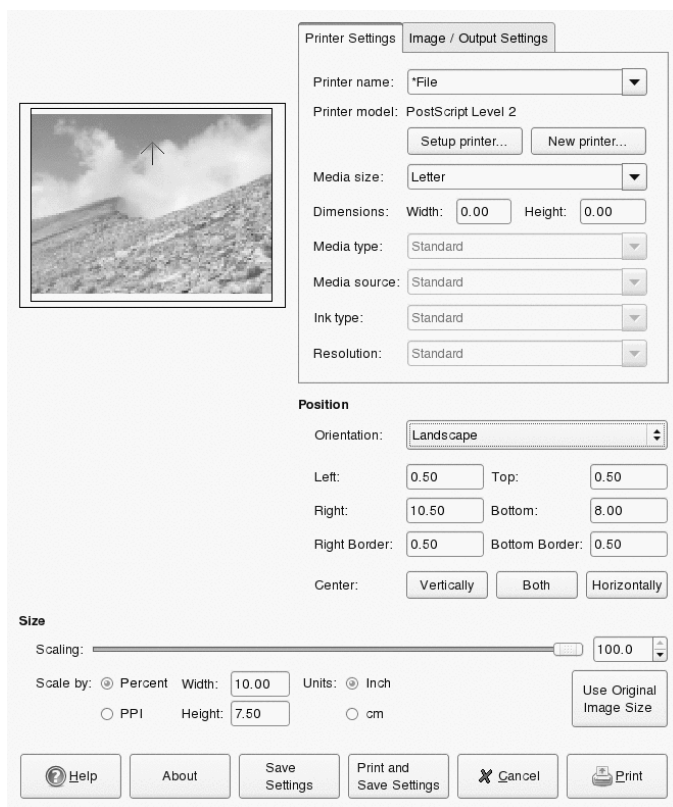 Printer Settings
Image / Output Settings
Printer name: *File
Printer model: PostScript Level 2
Setup printer... New printer...
Media size: Letter
Dimensions: Width: 0.00 Height: 0.00
Media type: Standard
Media source: Standard
Ink type: Standard
Resolution: Standard
Position
Orientation: Landscape
Left: 0.50 Top: 0.50
Right: 10.50 Bottom: 8.00
Right Border: 0.50 Bottom Border: 0.50
Center: Vertically Both Horizontally
Size
Scaling: 100.0
Scale by: Percent Width: 10.00 Units: Inch
PPI Height: 7.50 cm
Use Original
Image Size
Help
About
Save
Settings
Print and
Save Settings
Cancel
Print